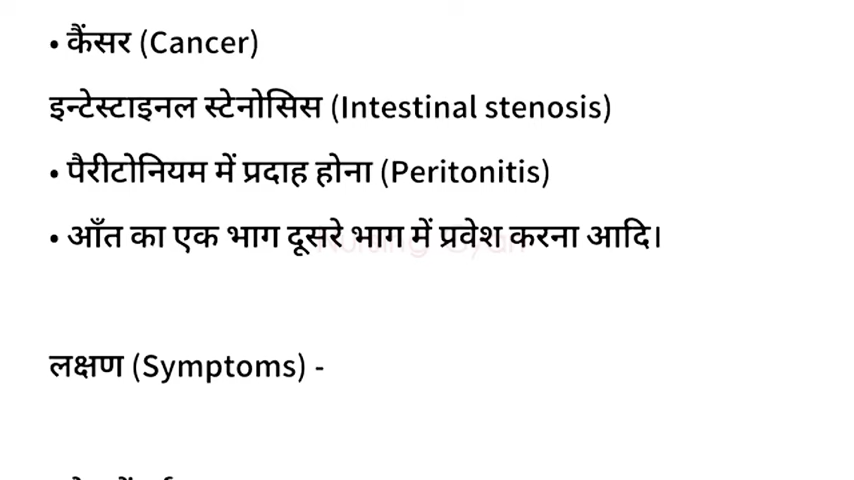 • कैंसर (Cancer)
इन्टेस्टाइनल स्टेनोसिस (Intestinal stenosis)
• पैरीटोनियम में प्रदाह होना (Peritonitis)
• आँत का एक भाग दूसरे भाग में प्रवेश करना आदि।
लक्षण (Symptoms) -